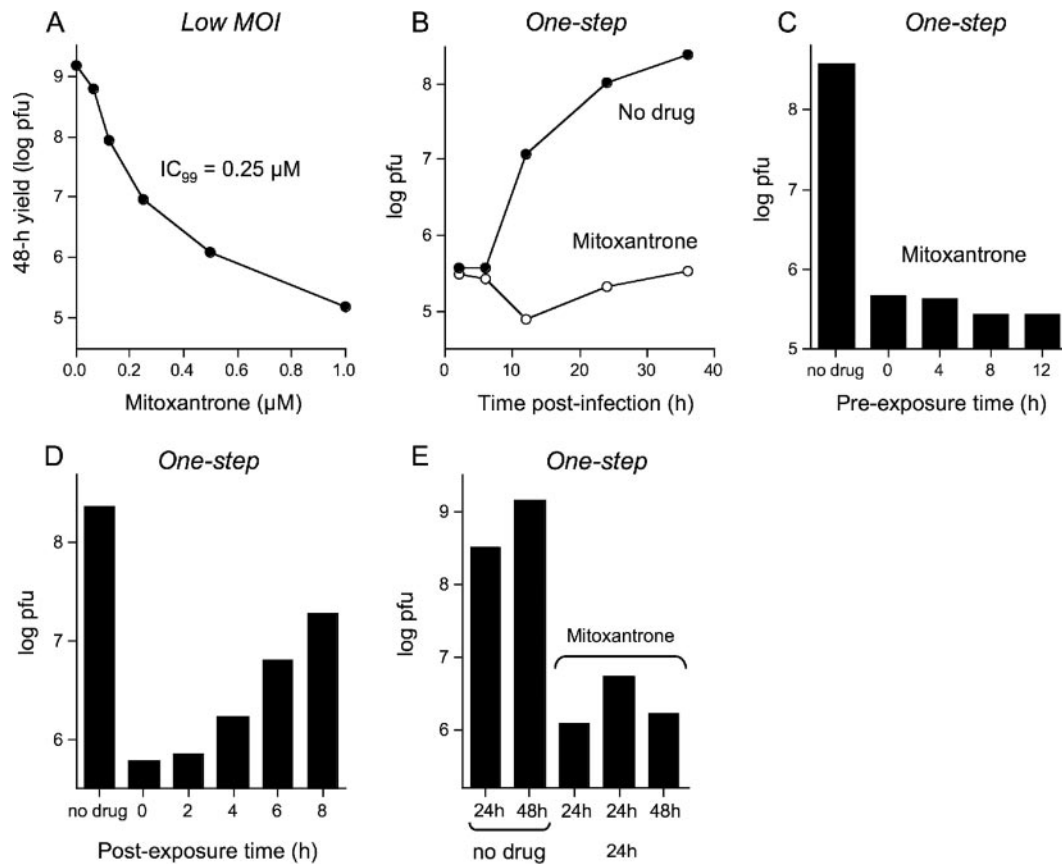 A
Low MOI
48-h yield (log pfu)
9
8
7
6
5
IC99 = 0.25 µM
0.0 0.2 0.4 0.6 0.8 1.0
Mitoxantrone (µM)
B
One-step
log pfu
8
7
6
5
No drug
Mitoxantrone
0 10 20 30 40
Time post-infection (h)
C
One-step
log pfu
8
7
6
5
Mitoxantrone
no drug 0 4 8 12
Pre-exposure time (h)
D
One-step
log pfu
8
7
6
no drug 0 2 4 6 8
Post-exposure time (h)
E
One-step
log pfu
9
8
7
6
Mitoxantrone
24h 48h 24h 24h 48h
no drug 24h